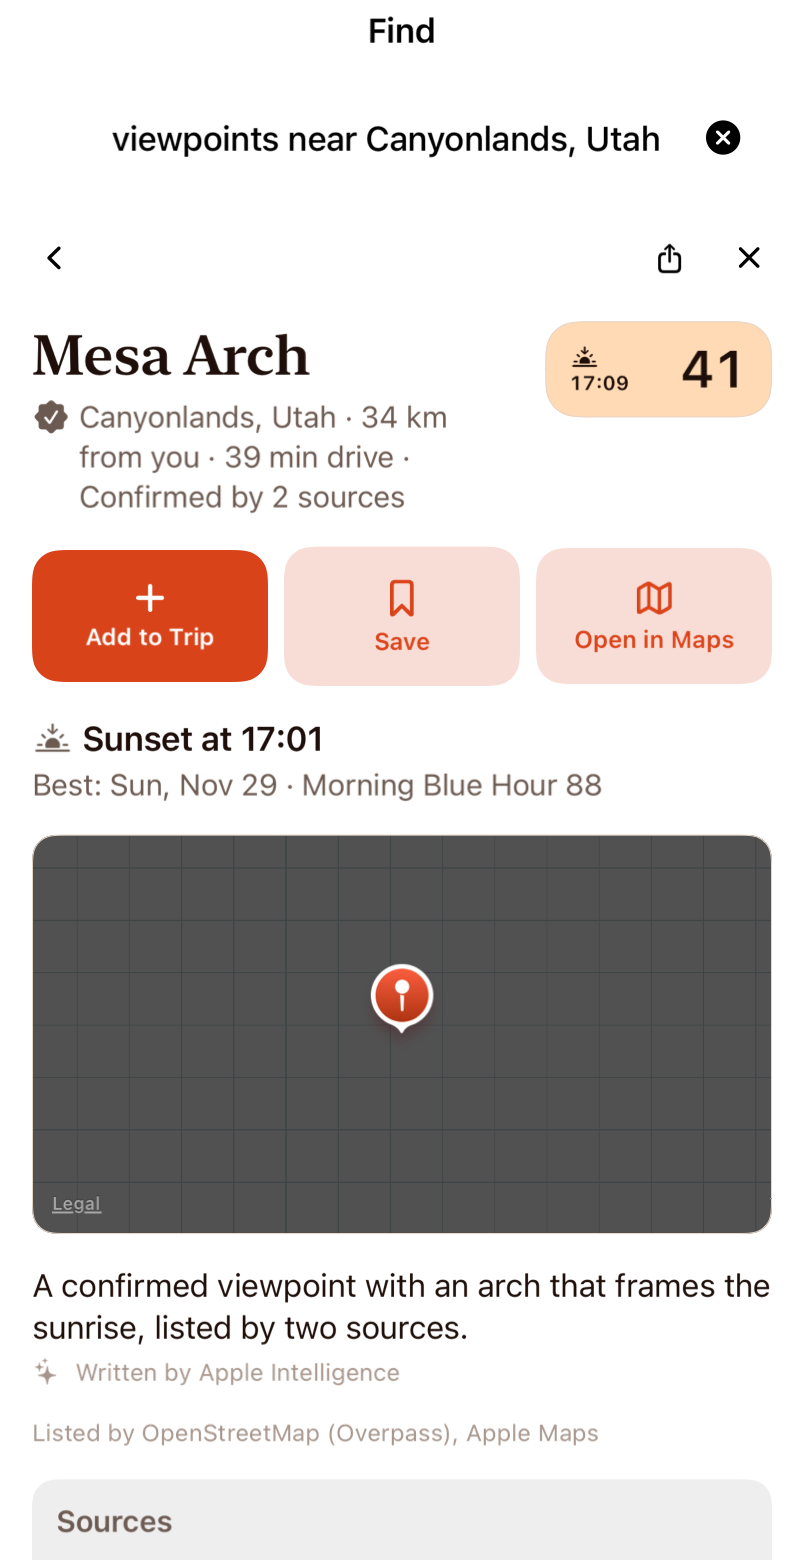 Find
viewpoints near Canyonlands, Utah
Mesa Arch
17:09
41
Canyonlands, Utah · 34 km
from you · 39 min drive ·
Confirmed by 2 sources
Add to Trip
Save
Open in Maps
Sunset at 17:01
Best: Sun, Nov 29 · Morning Blue Hour 88
Legal
A confirmed viewpoint with an arch that frames the
sunrise, listed by two sources.
Written by Apple Intelligence
Listed by OpenStreetMap (Overpass), Apple Maps
Sources